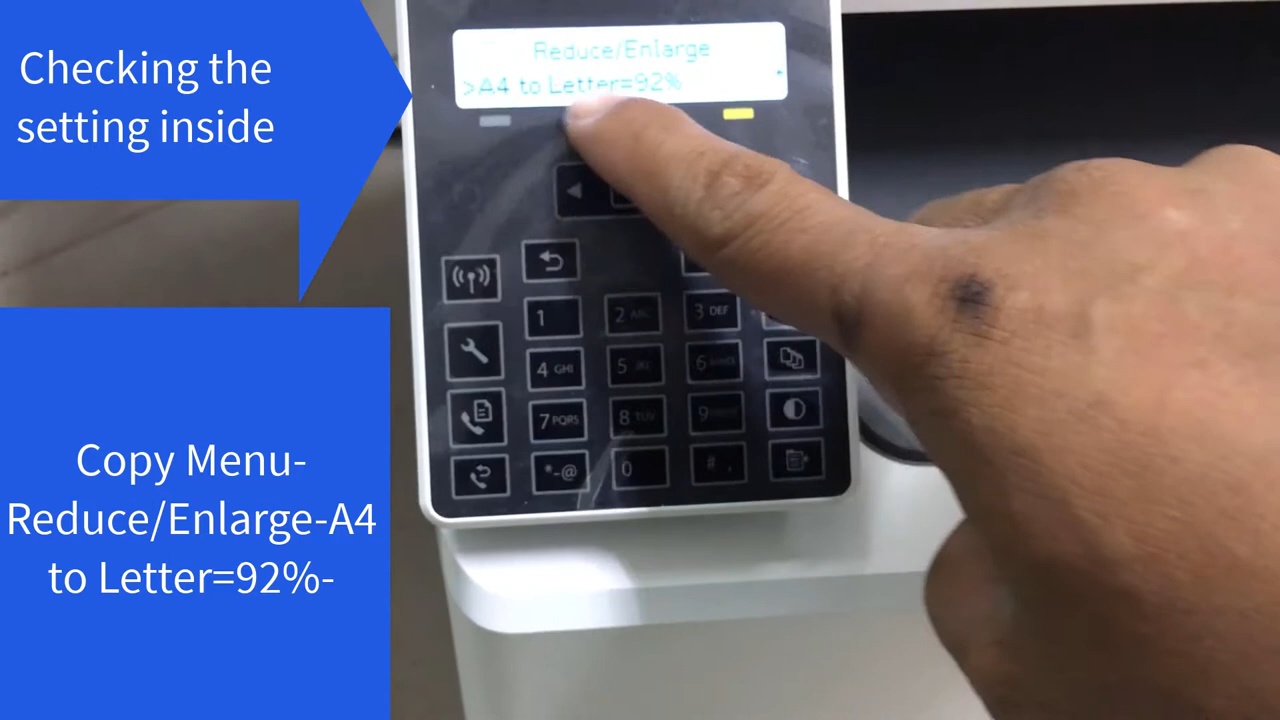 Checking the
setting inside
Reduce/Enlarge
>A4 to Letter=92%
Copy Menu-
Reduce/Enlarge-A4
to Letter=92%-
1
2 ABC
3 DEF
4 GHI
5 JKL
6 MNO
7 PQRS
8 TUV
9
*-@
0
# .